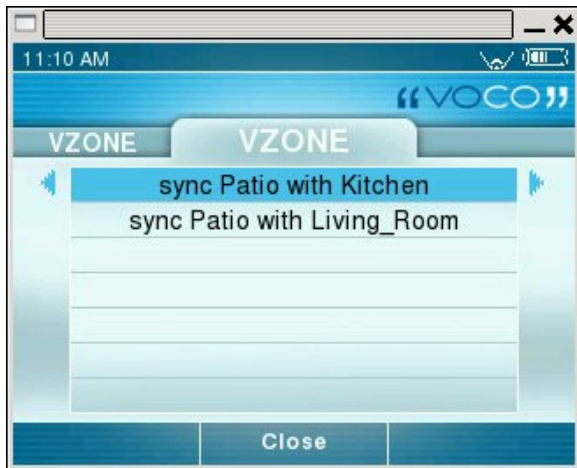 11:10 AM
“VOCO”
VZONE VZONE
sync Patio with Kitchen
sync Patio with Living_Room
Close